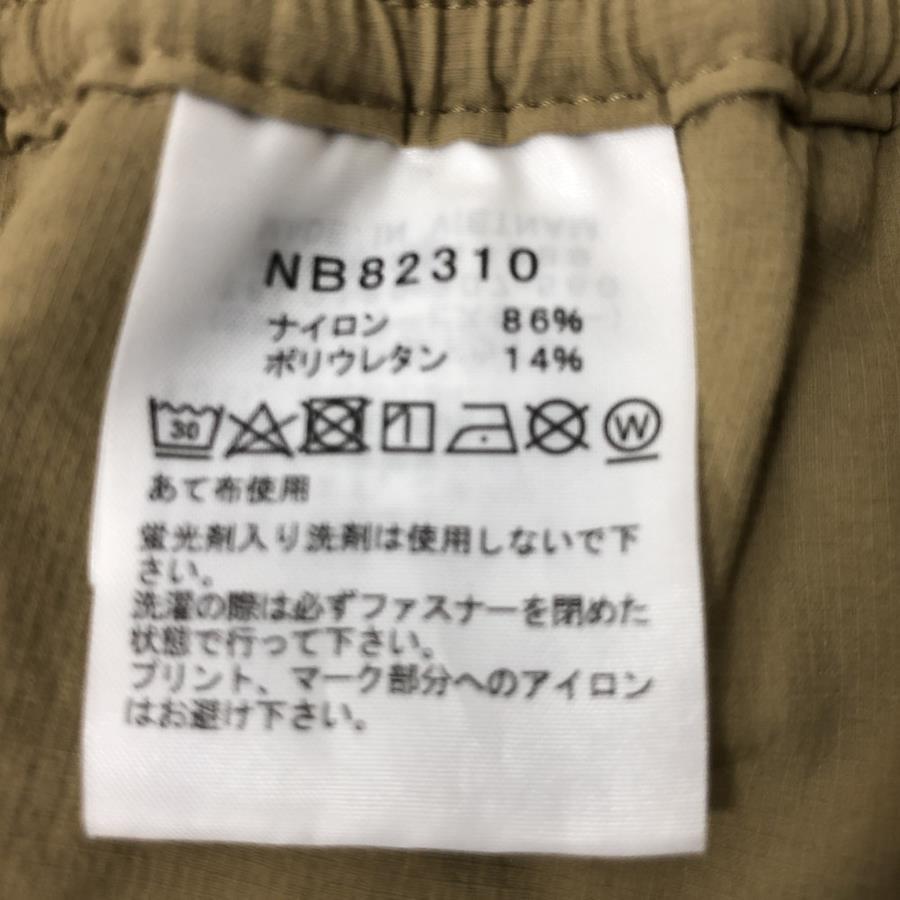 NB82310
ナイロン 86%
ポリウレタン 14%
30 W
あて布使用
蛍光剤入り洗剤は使用しないで下
さい。
洗濯の際は必ずファスナーを閉めた
状態で行って下さい。
プリント、マーク部分へのアイロン
はお避け下さい。